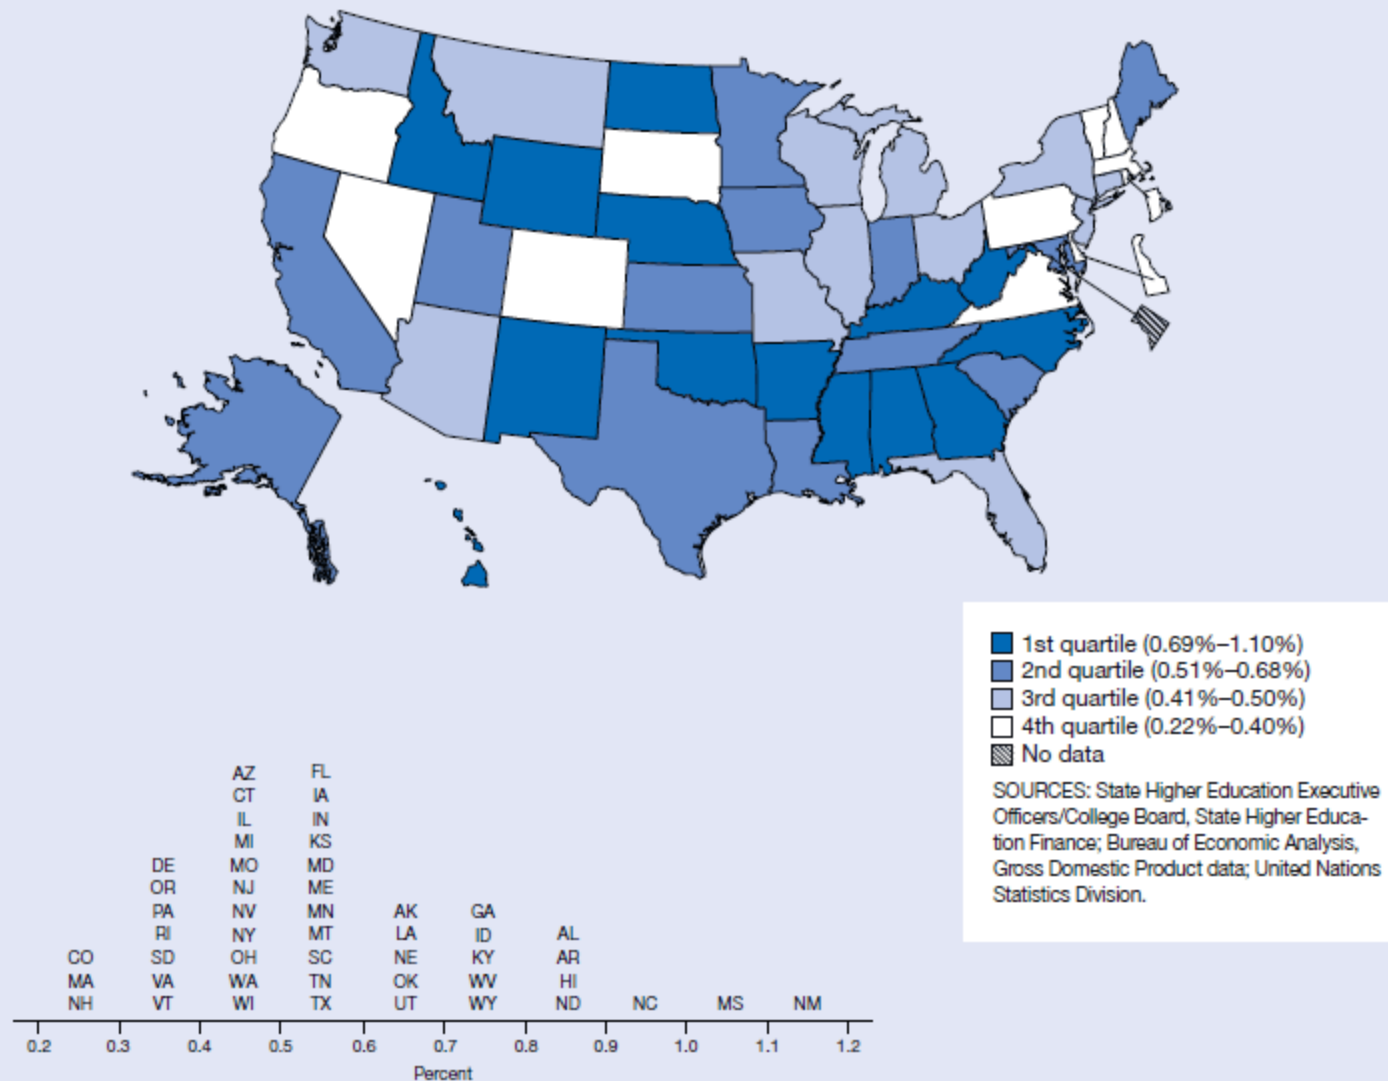 1st quartile (0.69%–1.10%)
2nd quartile (0.51%–0.68%)
3rd quartile (0.41%–0.50%)
4th quartile (0.22%–0.40%)
No data
SOURCES: State Higher Education Executive
Officers/College Board, State Higher Educa-
tion Finance; Bureau of Economic Analysis,
Gross Domestic Product data; United Nations
Statistics Division.
AZ FL
CT IA
IL IN
MI KS
DE MO MD
OR NJ ME
PA NV MN AK GA
RI NY MT LA ID AL
CO SD OH SC NE KY AR
MA VA WA TN OK WV HI
NH VT WI TX UT WY ND NC MS NM
0.2 0.3 0.4 0.5 0.6 0.7 0.8 0.9 1.0 1.1 1.2
Percent